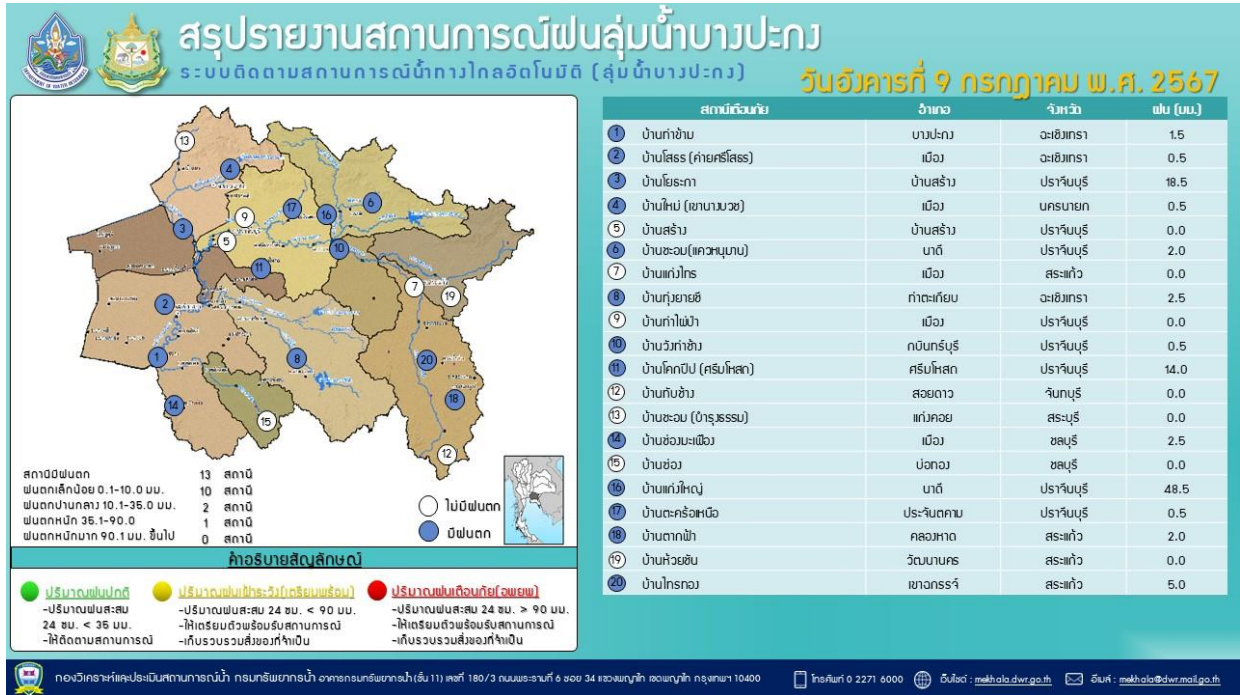 สรุปรายงานสถานการณ์ฝนลุ่มน้ำบางปะกง
ระบบติดตามสถานการณ์น้ำทางไกลอัตโนมัติ (ลุ่มน้ำบางปะกง)
วันอังคารที่ 9 กรกฎาคม พ.ศ. 2567
สถานีเตือนภัย อำเภอ จังหวัด ฝน (มม.)
1 บ้านท่าข้าม บางปะกง ฉะเชิงเทรา 1.5
2 บ้านโสธร (ค่ายศรีโสธร) เมือง ฉะเชิงเทรา 0.5
3 บ้านโยธะกา บ้านสร้าง ปราจีนบุรี 18.5
4 บ้านใหม่ (เขานางบวช) เมือง นครนายก 0.5
5 บ้านสร้าง บ้านสร้าง ปราจีนบุรี 0.0
6 บ้านซะอม(แควหนุมาน) นาดี ปราจีนบุรี 2.0
7 บ้านแก่งไทร เมือง สระแก้ว 0.0
8 บ้านทุ่งยายชี ท่าตะเกียบ ฉะเชิงเทรา 2.5
9 บ้านท่าไผ่ป่า เมือง ปราจีนบุรี 0.0
10 บ้านวังท่าช้าง กบินทร์บุรี ปราจีนบุรี 0.5
11 บ้านโคกปีป (ศรีมโหสถ) ศรีมโหสถ ปราจีนบุรี 14.0
12 บ้านทับช้าง สอยดาว จันทบุรี 0.0
13 บ้านซะอม (บำรุงธรรม) แก่งคอย สระบุรี 0.0
14 บ้านช่องมะเฟือง เมือง ชลบุรี 2.5
15 บ้านช่อง บ่อทอง ชลบุรี 0.0
16 บ้านแก่งใหญ่ นาดี ปราจีนบุรี 48.5
17 บ้านตะคร้อเหนือ ประจันตคาม ปราจีนบุรี 0.5
18 บ้านตากฟ้า คลองหาด สระแก้ว 2.0
19 บ้านห้วยชัน วัฒนานคร สระแก้ว 0.0
20 บ้านไทรทอง เขาฉกรรจ์ สระแก้ว 5.0
13
4
17
16
6
9
3
5
10
11
7
19
2
1
8
20
14
18
15
12
สถานีมีฝนตก 13 สถานี
ฝนตกเล็กน้อย 0.1-10.0 มม. 10 สถานี
ฝนตกปานกลาง 10.1-35.0 มม. 2 สถานี
ฝนตกหนัก 35.1-90.0 1 สถานี
ฝนตกหนักมาก 90.1 มม. ขึ้นไป 0 สถานี
ไม่มีฝนตก
มีฝนตก
คำอธิบายสัญลักษณ์
ปริมาณฝนปกติ
-ปริมาณฝนสะสม
24 ชม. < 35 มม.
-ให้ติดตามสถานการณ์
ปริมาณฝนเฝ้าระวัง(เตรียมพร้อม)
-ปริมาณฝนสะสม 24 ชม. < 90 มม.
-ให้เตรียมตัวพร้อมรับสถานการณ์
-เก็บรวบรวมสิ่งของที่จำเป็น
ปริมาณฝนเตือนภัย(อพยพ)
-ปริมาณฝนสะสม 24 ชม. > 90 มม.
-ให้เตรียมตัวพร้อมรับสถานการณ์
-เก็บรวบรวมสิ่งของที่จำเป็น
กองวิเคราะห์และประเมินสถานการณ์น้ำ กรมทรัพยากรน้ำ อาคารกรมทรัพยากรน้ำ (ชั้น 11) เลขที่ 180/3 ถนนพระรามที่ 6 ซอย 34 แขวงพญาไท เขตพญาไท กรุงเทพฯ 10400 โทรศัพท์ 0 2271 6000 เว็บไซต์ : mekhala.dwr.go.th อีเมล์ : mekhala@dwr.mail.go.th